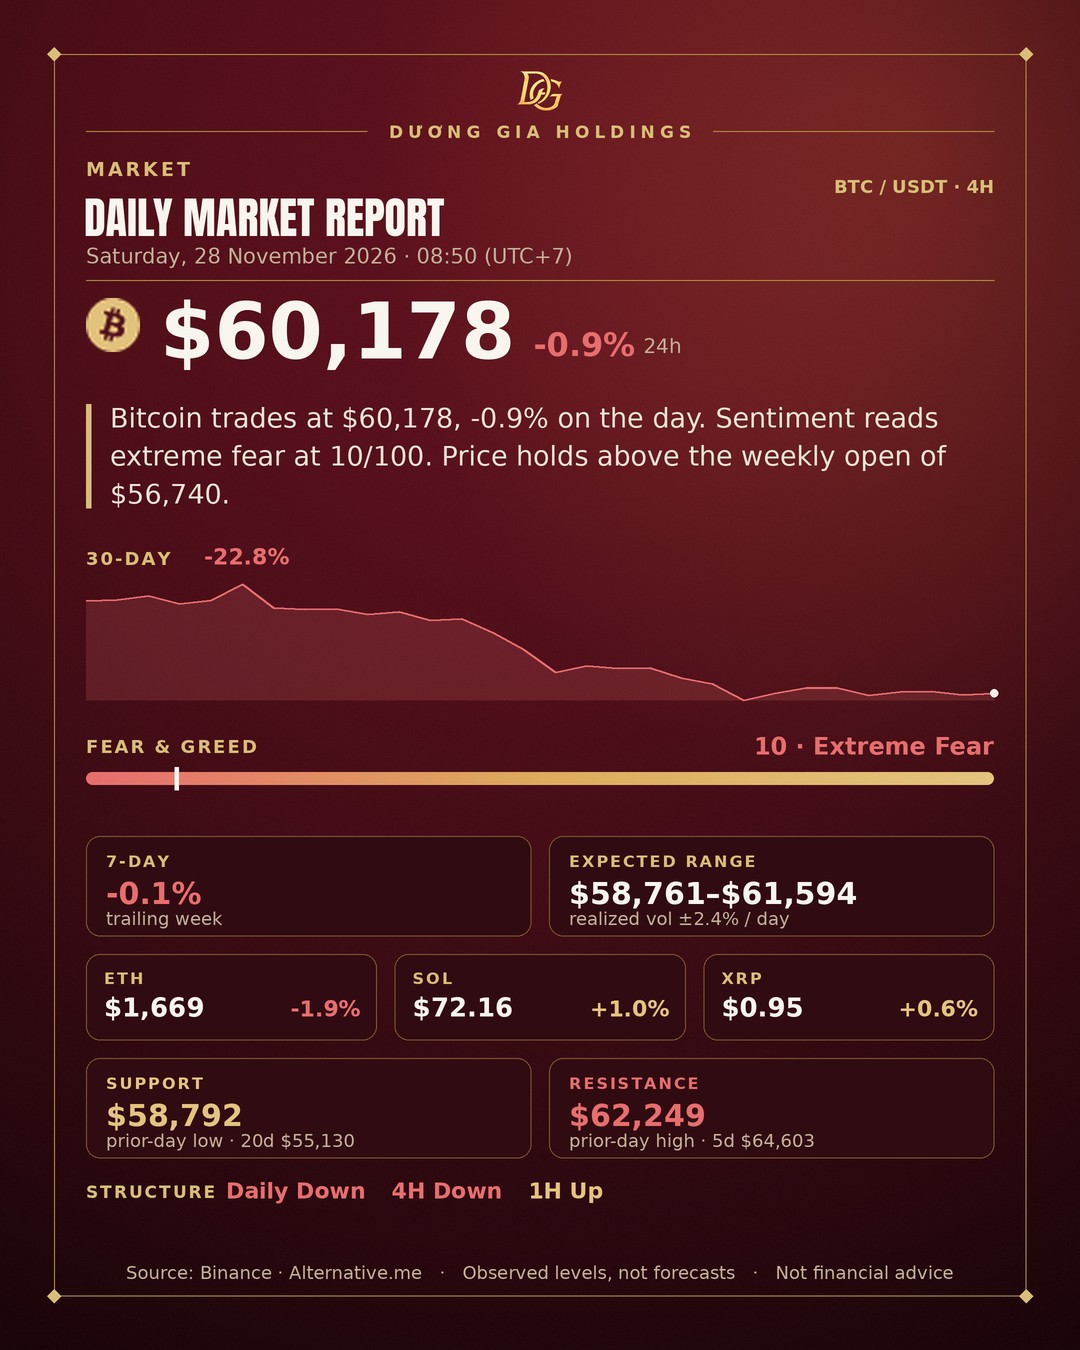 DG
DƯƠNG GIA HOLDINGS
MARKET
BTC / USDT · 4H
DAILY MARKET REPORT
Saturday, 28 November 2026 · 08:50 (UTC+7)
$60,178 -0.9% 24h
Bitcoin trades at $60,178, -0.9% on the day. Sentiment reads
extreme fear at 10/100. Price holds above the weekly open of
$56,740.
30-DAY -22.8%
FEAR & GREED 10 · Extreme Fear
7-DAY
-0.1%
trailing week
EXPECTED RANGE
$58,761–$61,594
realized vol ±2.4% / day
ETH
$1,669 -1.9%
SOL
$72.16 +1.0%
XRP
$0.95 +0.6%
SUPPORT
$58,792
prior-day low · 20d $55,130
RESISTANCE
$62,249
prior-day high · 5d $64,603
STRUCTURE Daily Down 4H Down 1H Up
Source: Binance · Alternative.me · Observed levels, not forecasts · Not financial advice